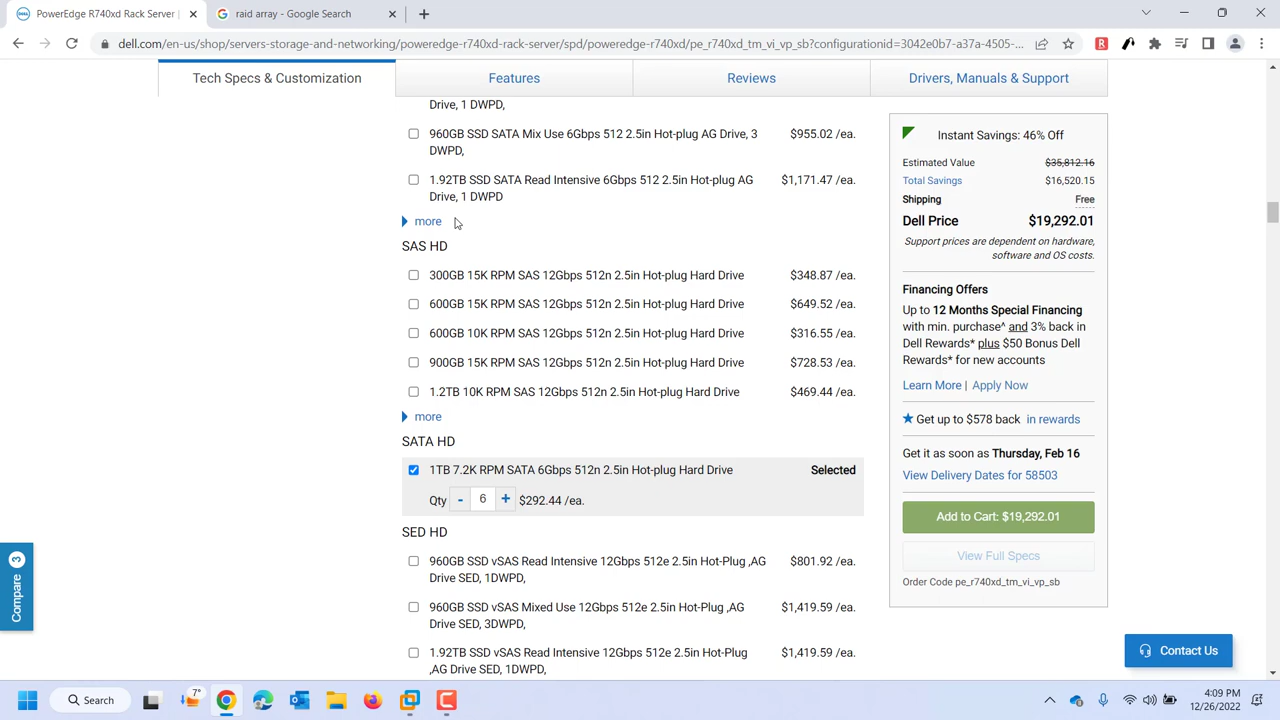 PowerEdge R740xd Rack Server
raid array - Google Search
dell.com/en-us/shop/servers-storage-and-networking/poweredge-r740xd-rack-server/spd/poweredge-r740xd/pe_r740xd_tm_vi_vp_sb?configurationid=3042e0b7-a37a-4505-...
Tech Specs & Customization
Features
Reviews
Drivers, Manuals & Support
Drive, 1 DWPD,
960GB SSD SATA Mix Use 6Gbps 512 2.5in Hot-plug AG Drive, 3 $955.02 /ea.
DWPD,
1.92TB SSD SATA Read Intensive 6Gbps 512 2.5in Hot-plug AG $1,171.47 /ea.
Drive, 1 DWPD
more
SAS HD
300GB 15K RPM SAS 12Gbps 512n 2.5in Hot-plug Hard Drive $348.87 /ea.
600GB 15K RPM SAS 12Gbps 512n 2.5in Hot-plug Hard Drive $649.52 /ea.
600GB 10K RPM SAS 12Gbps 512n 2.5in Hot-plug Hard Drive $316.55 /ea.
900GB 15K RPM SAS 12Gbps 512n 2.5in Hot-plug Hard Drive $728.53 /ea.
1.2TB 10K RPM SAS 12Gbps 512n 2.5in Hot-plug Hard Drive $469.44 /ea.
more
SATA HD
1TB 7.2K RPM SATA 6Gbps 512n 2.5in Hot-plug Hard Drive Selected
Qty - 6 + $292.44 /ea.
SED HD
960GB SSD vSAS Read Intensive 12Gbps 512e 2.5in Hot-Plug ,AG $801.92 /ea.
Drive SED, 1DWPD,
960GB SSD vSAS Mixed Use 12Gbps 512e 2.5in Hot-Plug ,AG $1,419.59 /ea.
Drive SED, 3DWPD,
1.92TB SSD vSAS Read Intensive 12Gbps 512e 2.5in Hot-Plug $1,419.59 /ea.
,AG Drive SED, 1DWPD,
Instant Savings: 46% Off
Estimated Value $35,812.16
Total Savings $16,520.15
Shipping Free
Dell Price $19,292.01
Support prices are dependent on hardware,
software and OS costs.
Financing Offers
Up to 12 Months Special Financing
with min. purchase^ and 3% back in
Dell Rewards* plus $50 Bonus Dell
Rewards* for new accounts
Learn More | Apply Now
Get up to $578 back in rewards
Get it as soon as Thursday, Feb 16
View Delivery Dates for 58503
Add to Cart: $19,292.01
View Full Specs
Order Code pe_r740xd_tm_vi_vp_sb
Compare 3
Contact Us
Search
7°
4:09 PM
12/26/2022